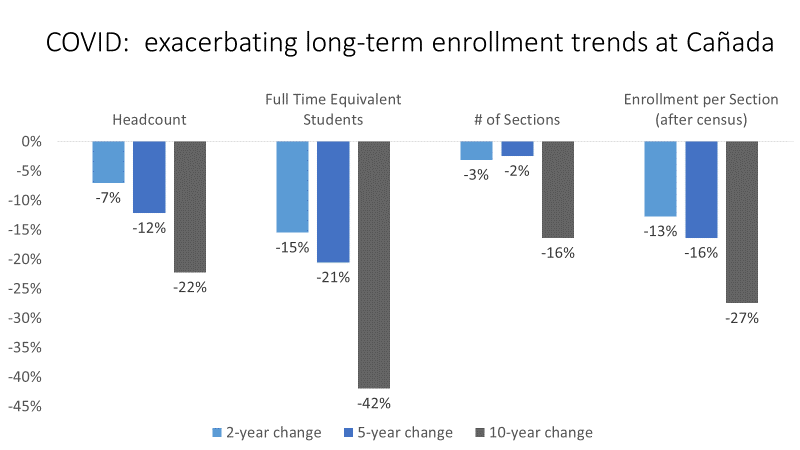 COVID:  exacerbating long-term enrollment trends at Cañada
Headcount
Full Time Equivalent
Students
# of Sections
Enrollment per Section
(after census)
0%
-5%
-10%
-15%
-20%
-25%
-30%
-35%
-40%
-45%
-7%
-12%
-22%
-15%
-21%
-42%
-3%
-2%
-16%
-13%
-16%
-27%
2-year change
5-year change
10-year change